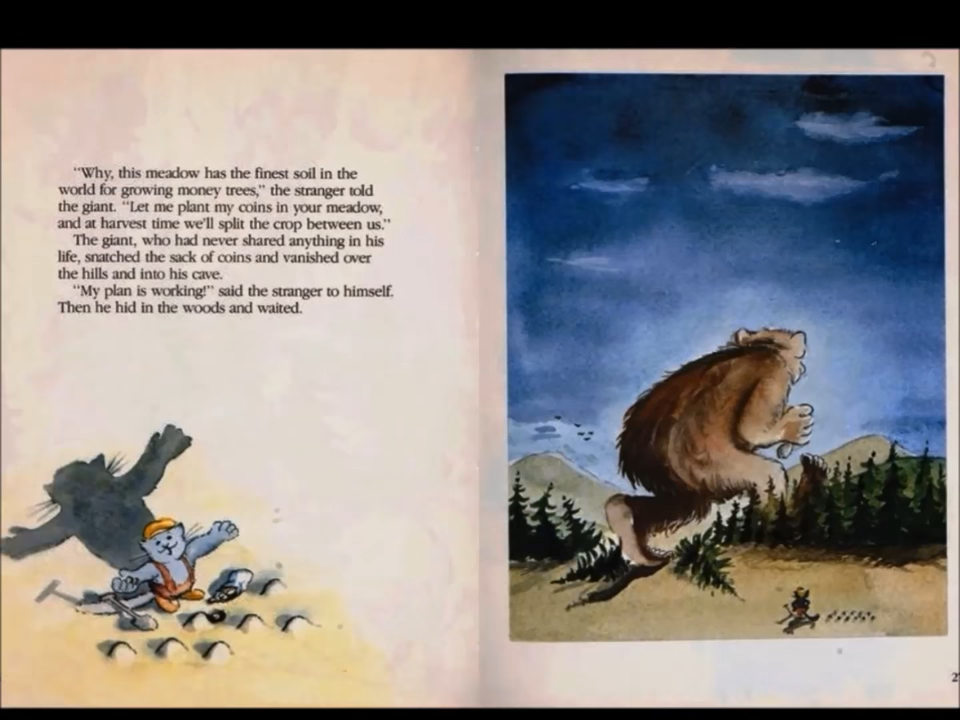 “Why, this meadow has the finest soil in the
world for growing money trees,” the stranger told
the giant. “Let me plant my coins in your meadow,
and at harvest time we’ll split the crop between us.”
The giant, who had never shared anything in his
life, snatched the sack of coins and vanished over
the hills and into his cave.
“My plan is working!” said the stranger to himself.
Then he hid in the woods and waited.